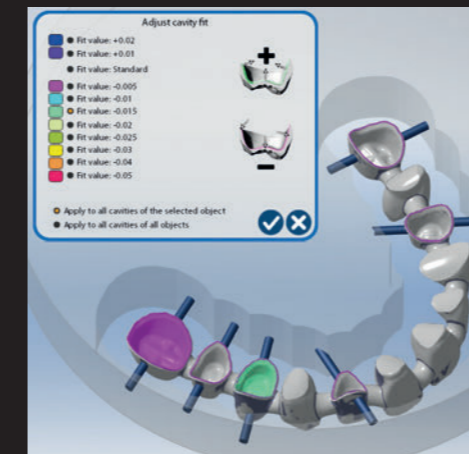 Adjust cavity fit
Fit value: +0.02
Fit value: +0.01
Fit value: Standard
Fit value: -0.005
Fit value: -0.01
Fit value: -0.015
Fit value: -0.02
Fit value: -0.025
Fit value: -0.03
Fit value: -0.04
Fit value: -0.05
Apply to all cavities of the selected object
Apply to all cavities of all objects